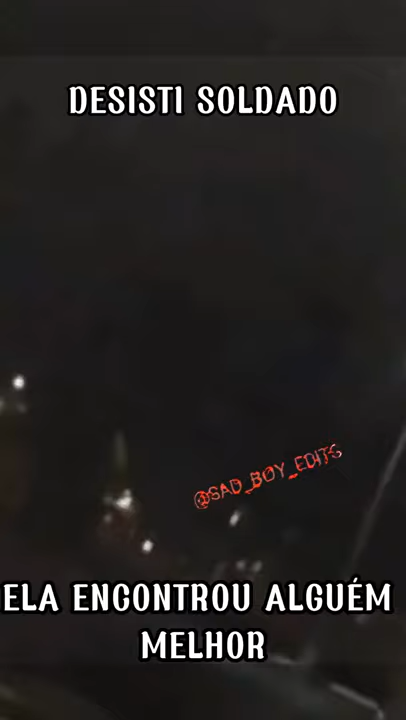 DESISTI SOLDADO
@SAD_BOY_EDITS
ELA ENCONTROU ALGUÉM
MELHOR